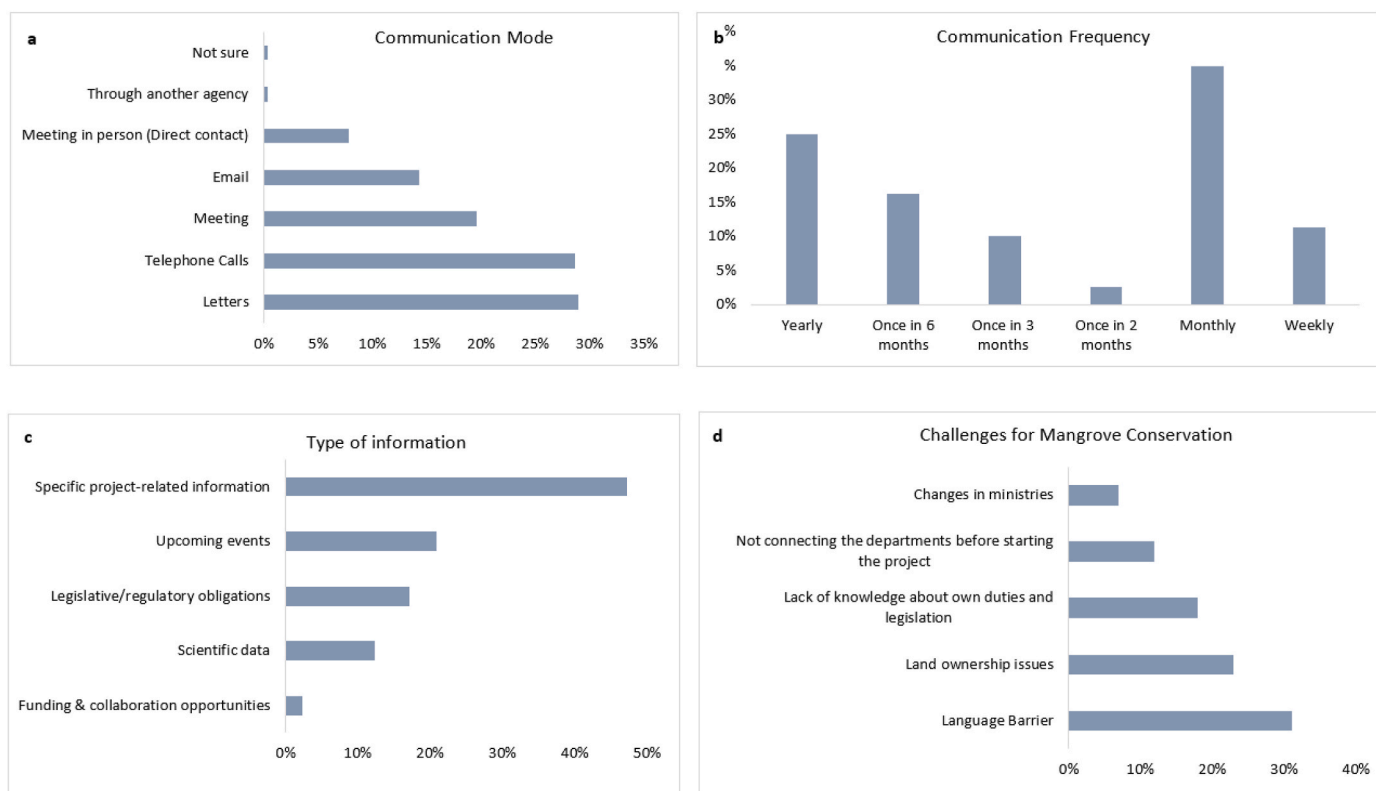 a
Communication Mode
Not sure
Through another agency
Meeting in person (Direct contact)
Email
Meeting
Telephone Calls
Letters
0% 5% 10% 15% 20% 25% 30% 35%
b
Communication Frequency
%
%
30%
25%
20%
15%
10%
5%
0%
Yearly
Once in 6
months
Once in 3
months
Once in 2
months
Monthly
Weekly
c
Type of information
Specific project-related information
Upcoming events
Legislative/regulatory obligations
Scientific data
Funding & collaboration opportunities
0% 10% 20% 30% 40% 50%
d
Challenges for Mangrove Conservation
Changes in ministries
Not connecting the departments before starting
the project
Lack of knowledge about own duties and
legislation
Land ownership issues
Language Barrier
0% 10% 20% 30% 40%